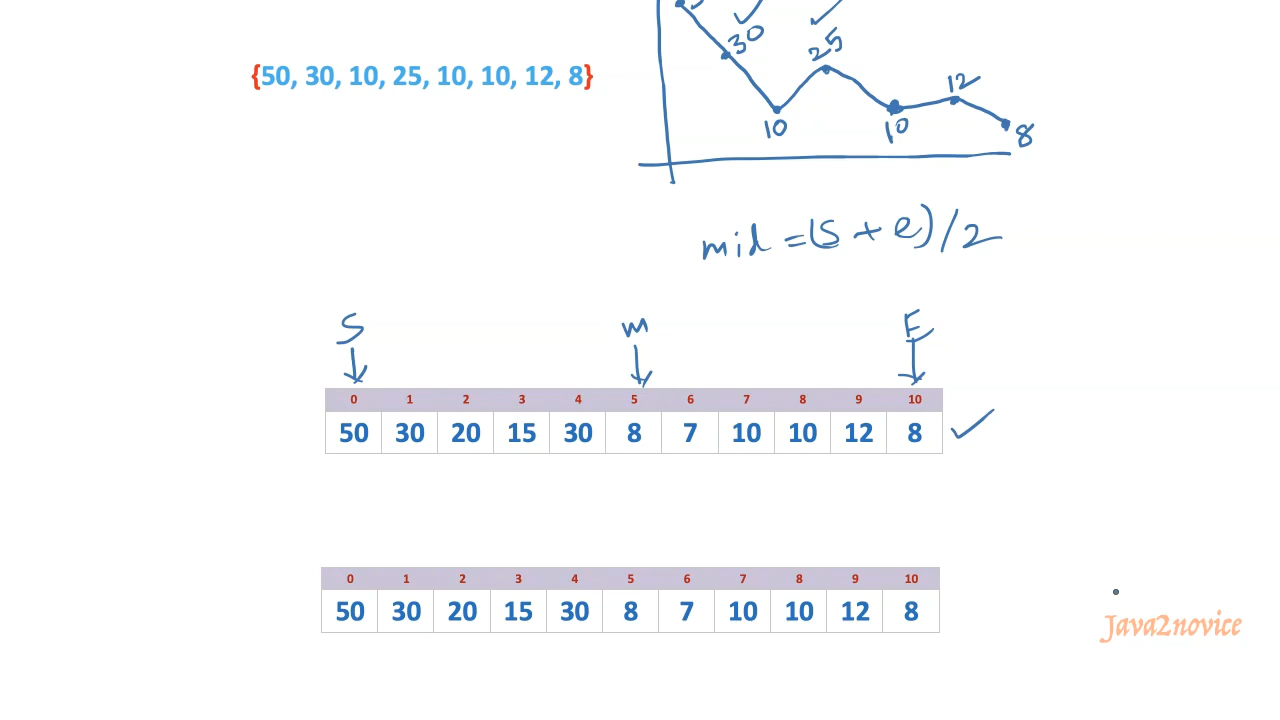 30
25
{50, 30, 10, 25, 10, 10, 12, 8}
12
10
10
8
mid = (S + e) / 2
S m E
0 1 2 3 4 5 6 7 8 9 10
50 30 20 15 30 8 7 10 10 12 8
0 1 2 3 4 5 6 7 8 9 10
50 30 20 15 30 8 7 10 10 12 8
Java2novice